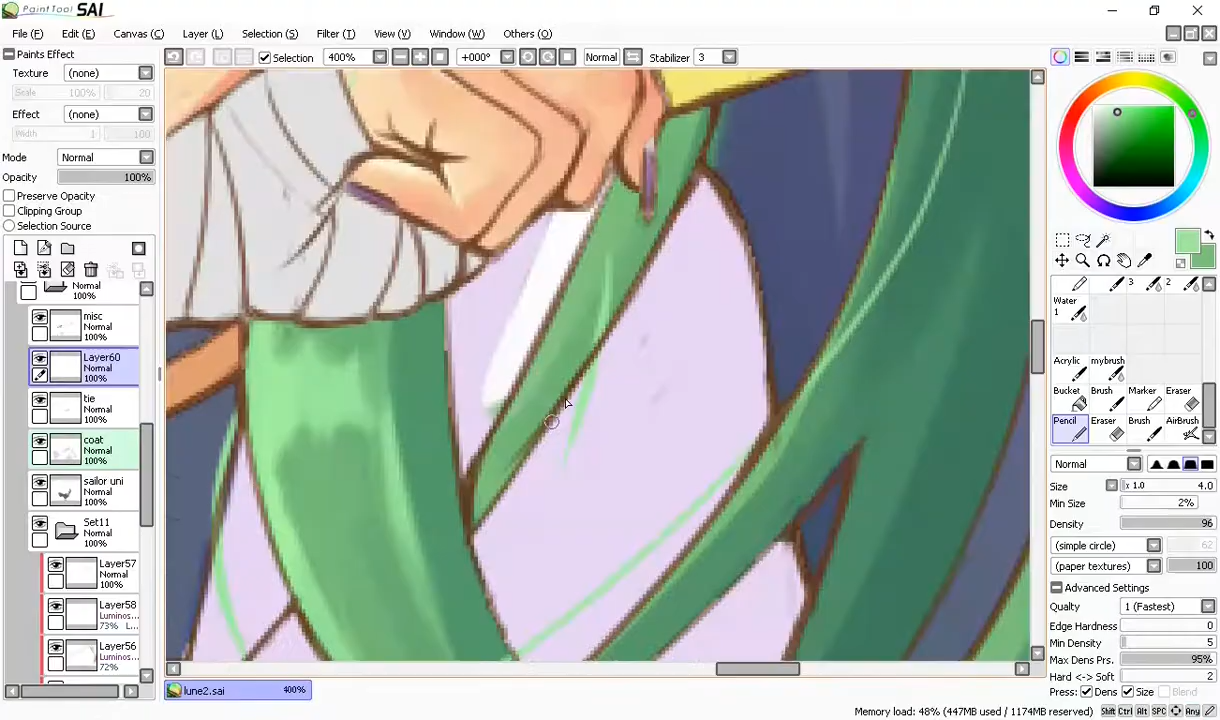 PaintTool SAI
File (F) Edit (E) Canvas (C) Layer (L) Selection (S) Filter (T) View (V) Window (W) Others (O)
Paints Effect
Texture (none)
Scale 100% 20
Effect (none)
Width 1 100
Mode Normal
Opacity 100%
Preserve Opacity
Clipping Group
Selection Source
Selection 400% +000° Normal Stabilizer 3
Normal
100%
misc
Normal
100%
Layer60
Normal
100%
tie
Normal
100%
coat
Normal
100%
sailor uni
Normal
100%
Set11
Normal
100%
Layer57
Normal
100%
Layer58
Luminos...
73% L...
Layer56
Luminos...
72%
lune2.sai 400%
3 2
Water
1
Acrylic mybrush
Bucket Brush Marker Eraser
Pencil Eraser Brush AirBrush
Normal
Size x 1.0 4.0
Min Size 2%
Density 96
(simple circle) 62
(paper textures) 100
Advanced Settings
Qualty 1 (Fastest)
Edge Hardness 0
Min Density 5
Max Dens Prs. 95%
Hard <-> Soft 2
Press: Dens Size Blend
Memory load: 48% (447MB used / 1174MB reserved) Shift Ctrl Alt SPC Any